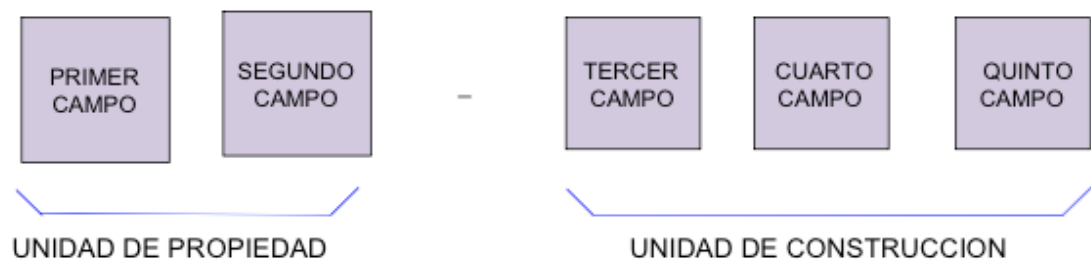 PRIMER
CAMPO
SEGUNDO
CAMPO
-
TERCER
CAMPO
CUARTO
CAMPO
QUINTO
CAMPO
UNIDAD DE PROPIEDAD
UNIDAD DE CONSTRUCCION